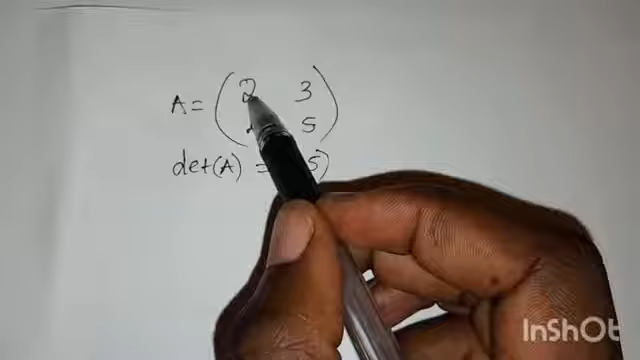 A = ( 2 3
5 )
det(A) = 5)
InShOt